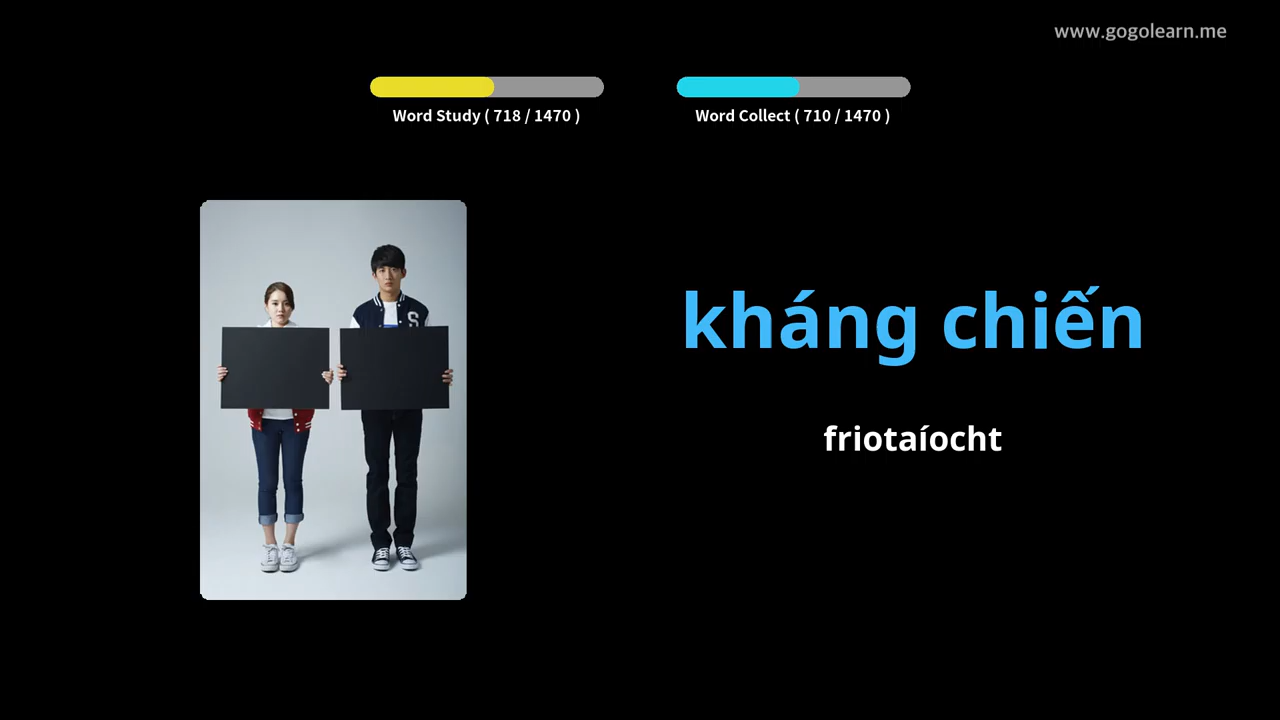 www.gogolearn.me
Word Study ( 718 / 1470 )
Word Collect ( 710 / 1470 )
S
kháng chiến
friotaíocht